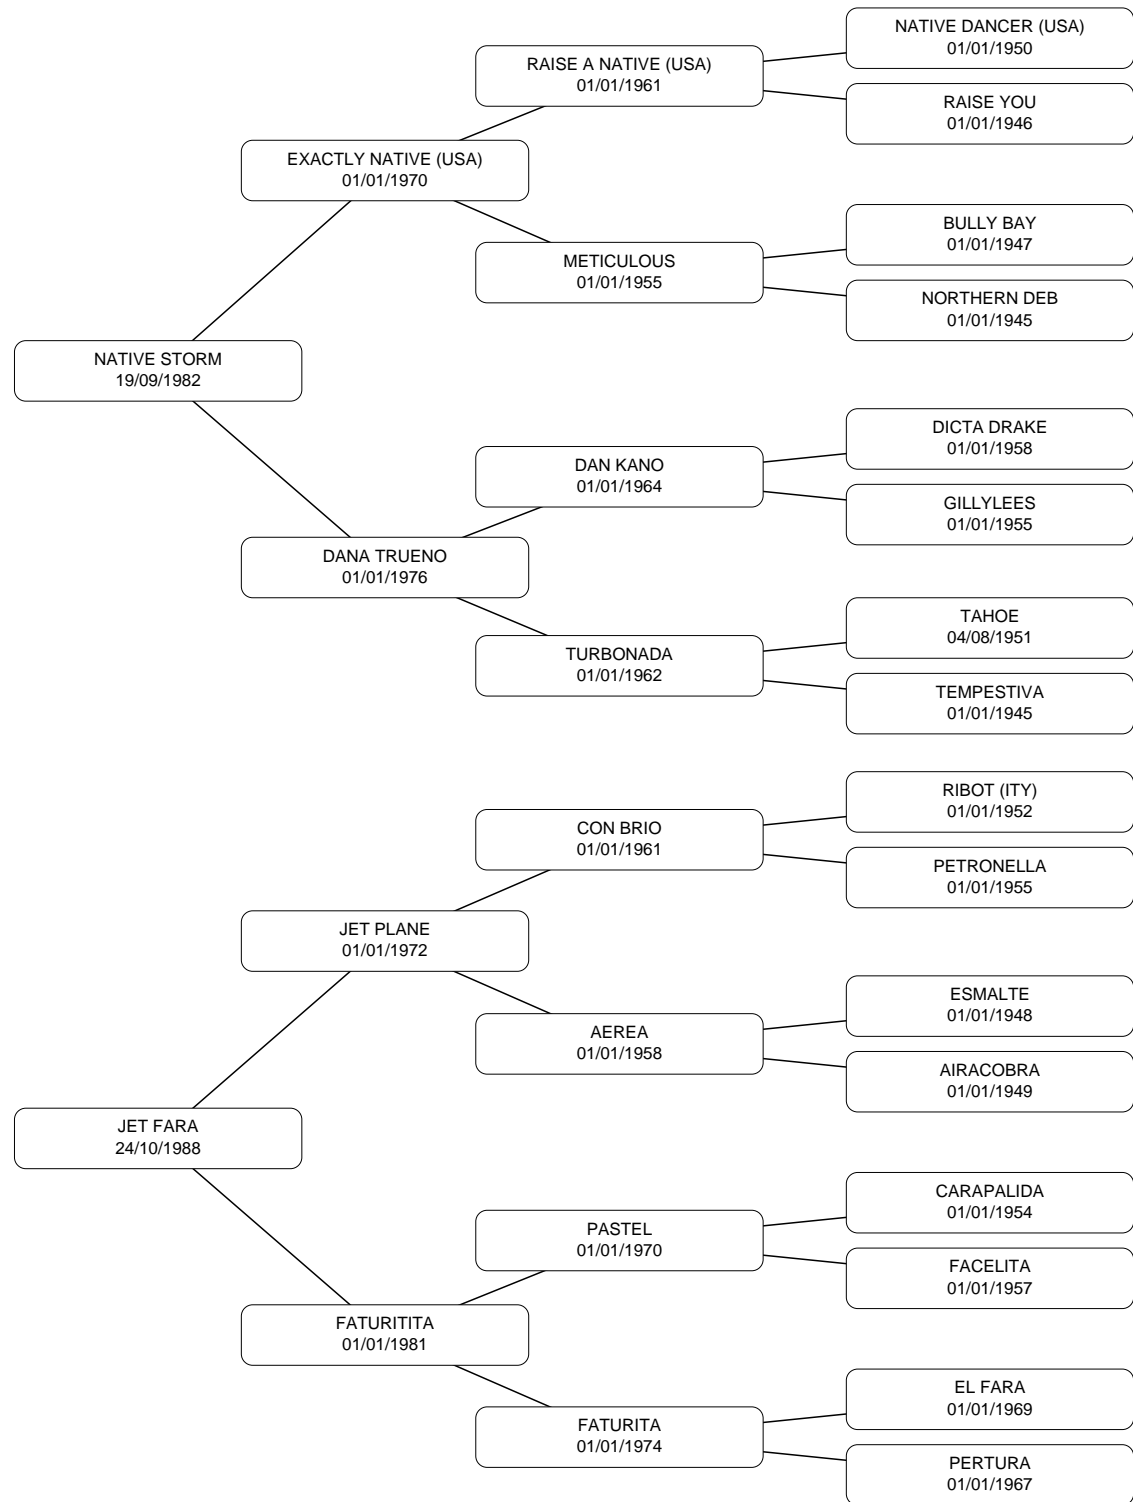 NATIVE DANCER (USA)
01/01/1950
RAISE A NATIVE (USA)
01/01/1961
RAISE YOU
01/01/1946
EXACTLY NATIVE (USA)
01/01/1970
BULLY BAY
01/01/1947
METICULOUS
01/01/1955
NORTHERN DEB
01/01/1945
NATIVE STORM
19/09/1982
DICTA DRAKE
01/01/1958
DAN KANO
01/01/1964
GILLYLEES
01/01/1955
DANA TRUENO
01/01/1976
TAHOE
04/08/1951
TURBONADA
01/01/1962
TEMPESTIVA
01/01/1945
RIBOT (ITY)
01/01/1952
CON BRIO
01/01/1961
PETRONELLA
01/01/1955
JET PLANE
01/01/1972
ESMALTE
01/01/1948
AEREA
01/01/1958
AIRACOBRA
01/01/1949
JET FARA
24/10/1988
CARAPALIDA
01/01/1954
PASTEL
01/01/1970
FACELITA
01/01/1957
FATURITITA
01/01/1981
EL FARA
01/01/1969
FATURITA
01/01/1974
PERTURA
01/01/1967